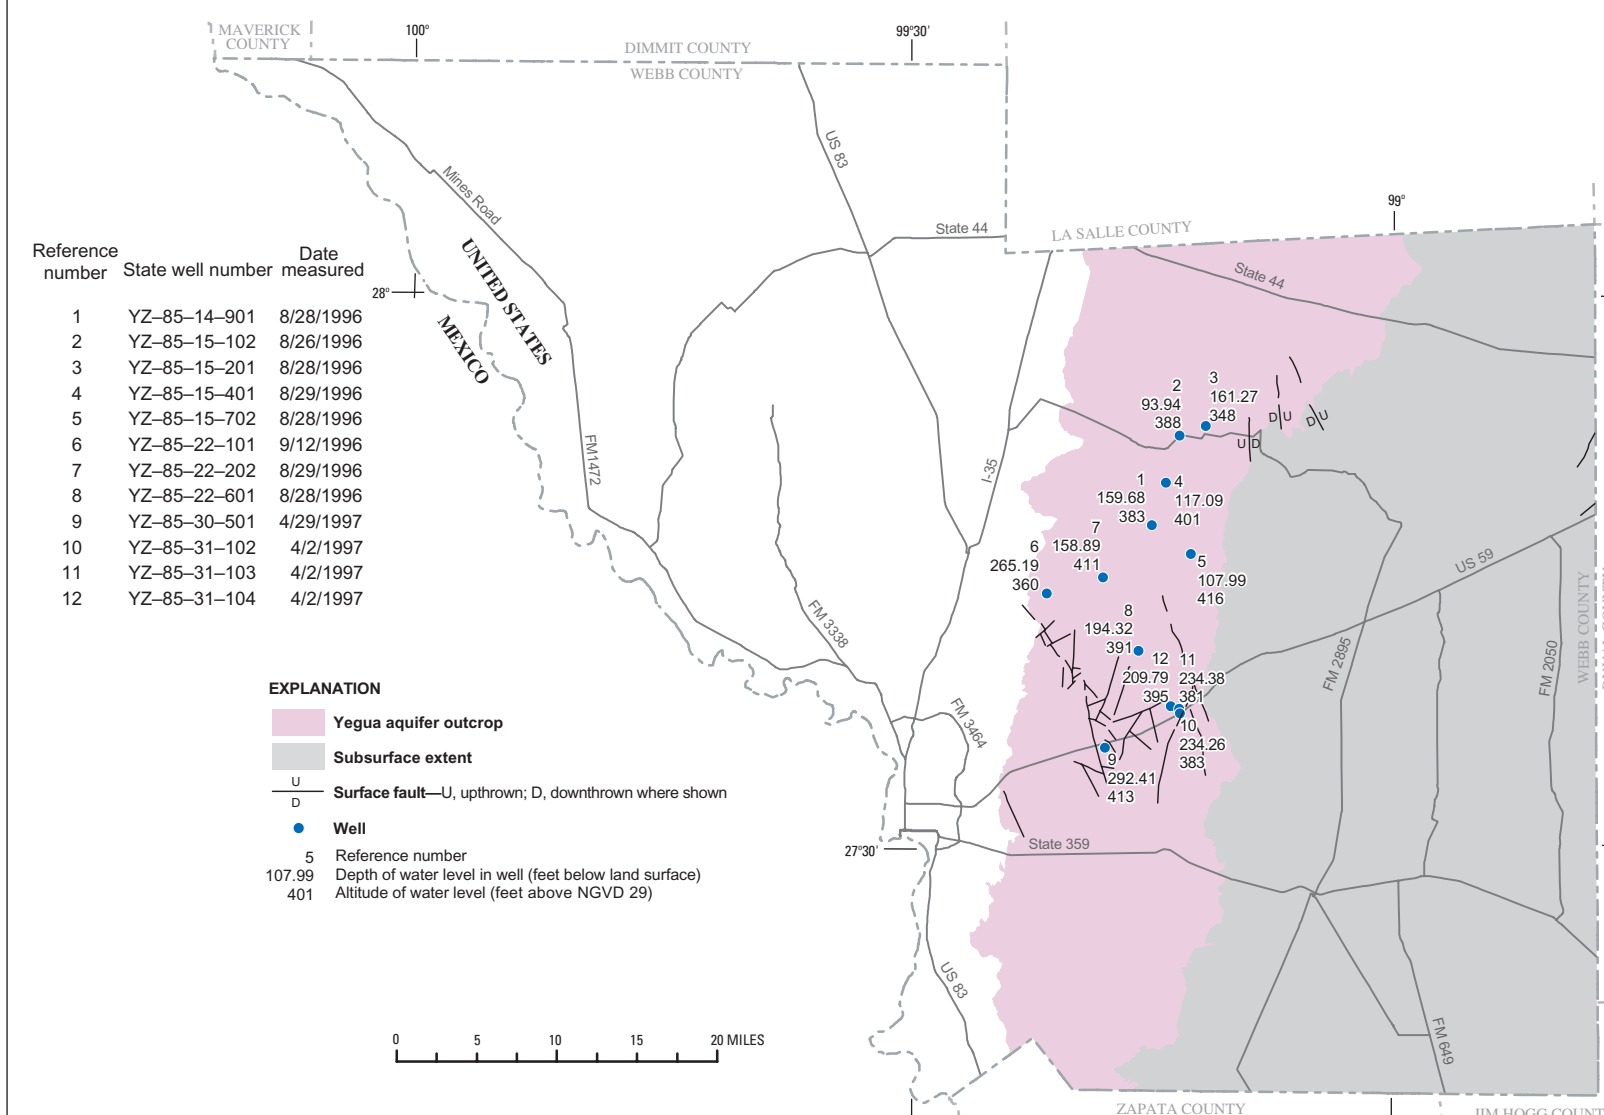 MAVERICK
COUNTY
100°
DIMMIT COUNTY
WEBB COUNTY
99°30'
US 83
Mines Road
State 44
LA SALLE COUNTY
99°
State 44
UNITED STATES
MEXICO
28°
Reference number State well number Date measured
1 YZ–85–14–901 8/28/1996
2 YZ–85–15–102 8/26/1996
3 YZ–85–15–201 8/28/1996
4 YZ–85–15–401 8/29/1996
5 YZ–85–15–702 8/28/1996
6 YZ–85–22–101 9/12/1996
7 YZ–85–22–202 8/29/1996
8 YZ–85–22–601 8/28/1996
9 YZ–85–30–501 4/29/1997
10 YZ–85–31–102 4/2/1997
11 YZ–85–31–103 4/2/1997
12 YZ–85–31–104 4/2/1997
FM1472
I-35
FM 3338
FM 3464
2
93.94
388
3
161.27
348
D U
D U
U D
1
159.68
383
4
117.09
401
7
158.89
411
6
265.19
360
5
107.99
416
8
194.32
391
12
209.79
395
11
234.38
381
10
234.26
383
9
292.41
413
US 59
FM 2895
FM 2050
WEBB COUNTY
State 359
27°30'
US 83
FM 649
EXPLANATION
Yegua aquifer outcrop
Subsurface extent
U
D
Surface fault—U, upthrown; D, downthrown where shown
Well
5 Reference number
107.99 Depth of water level in well (feet below land surface)
401 Altitude of water level (feet above NGVD 29)
0 5 10 15 20 MILES
ZAPATA COUNTY
JIM HOGG